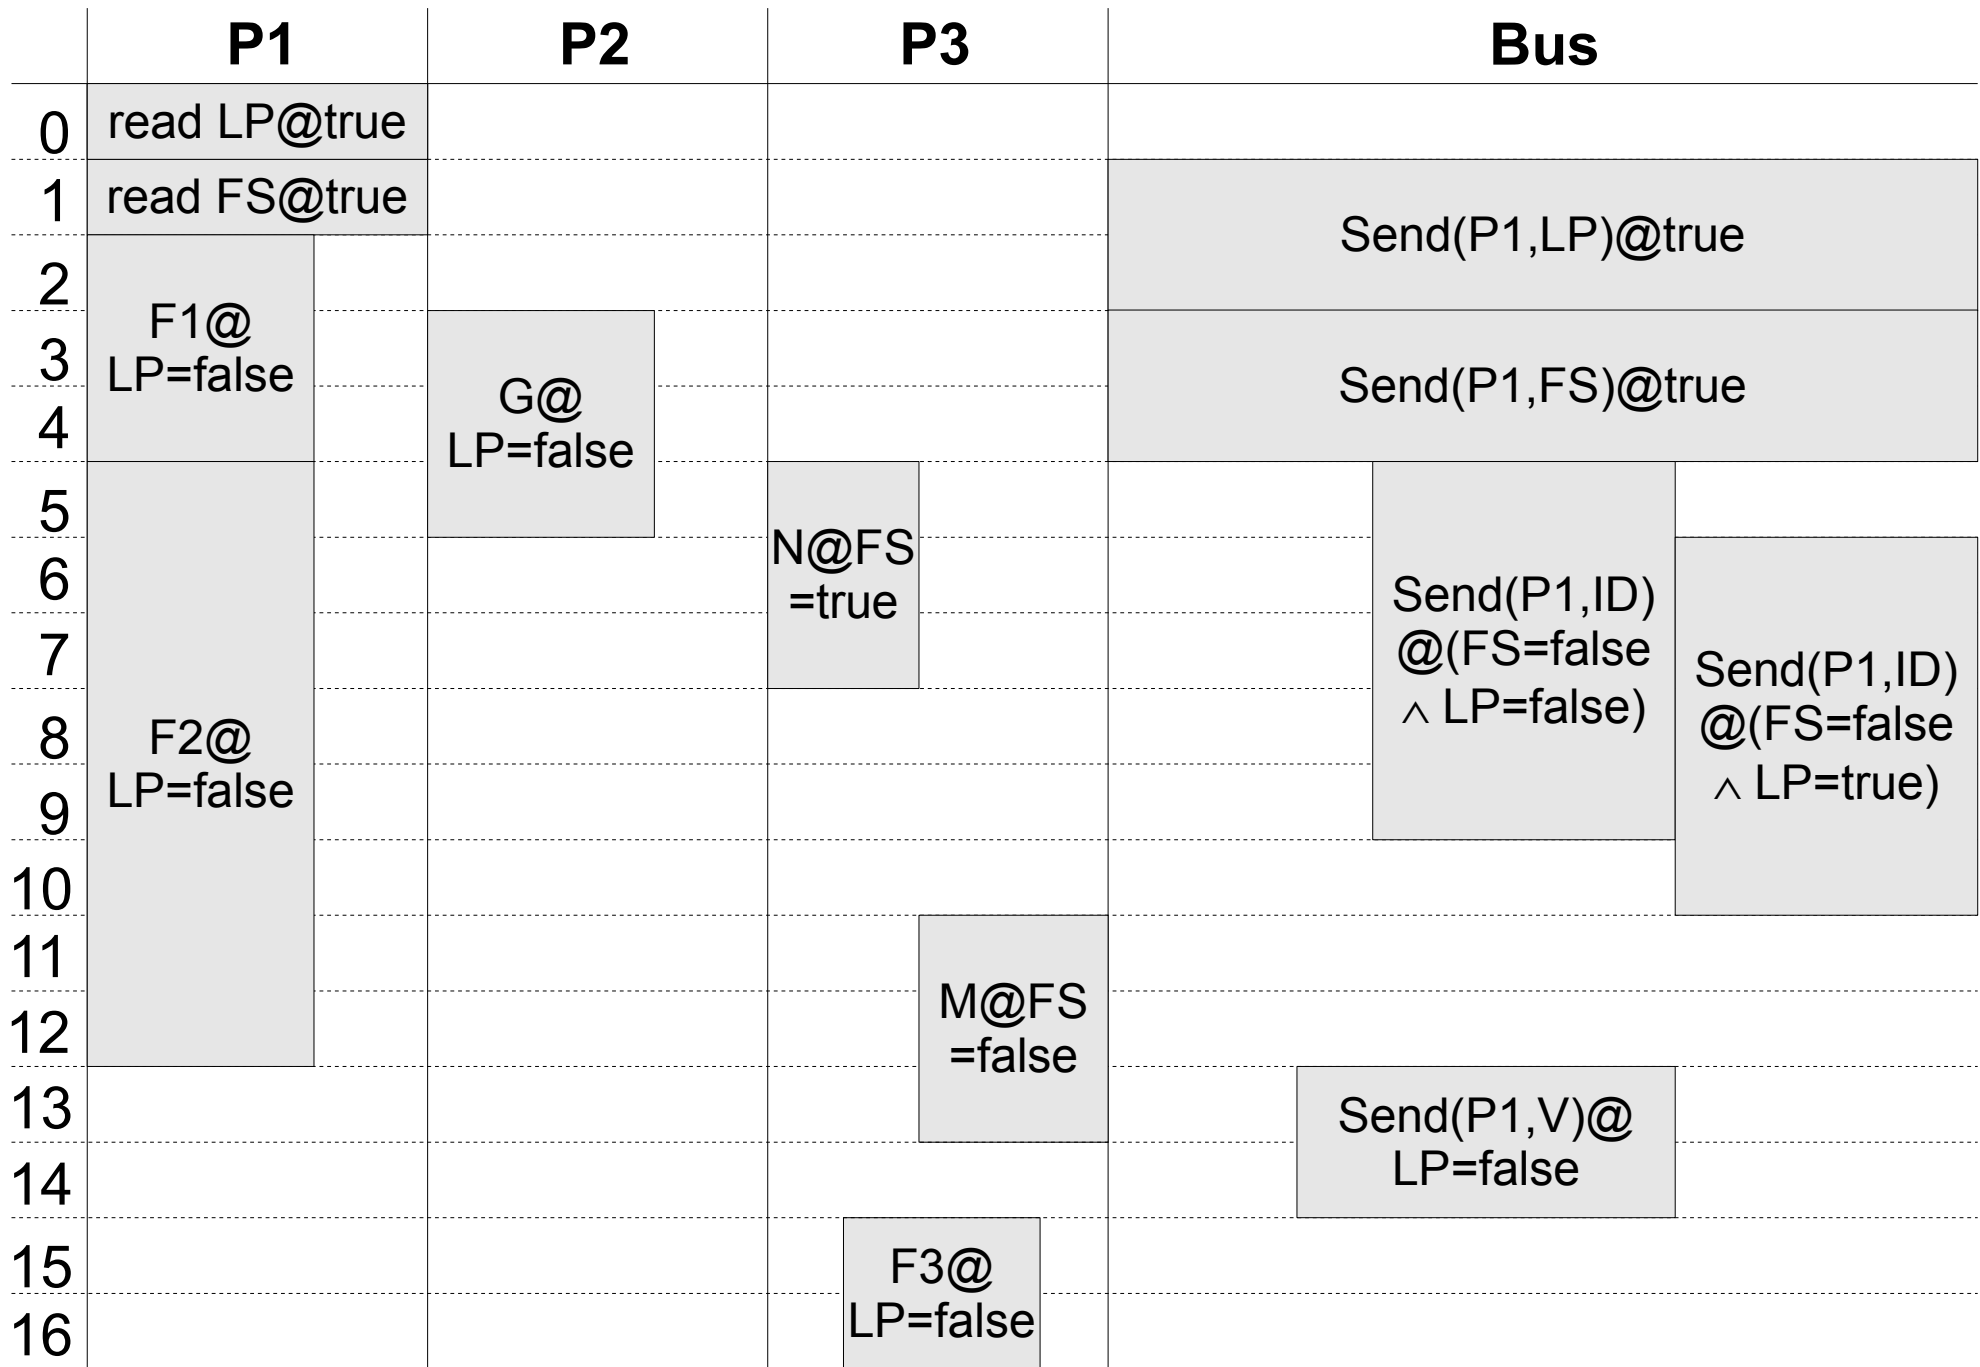 P1 P2 P3 Bus
0 read LP@true
1 read FS@true
Send(P1,LP)@true
2
F1@
LP=false
3
Send(P1,FS)@true
G@
LP=false
4
5
N@FS
=true
6
Send(P1,ID)
@(FS=false
∧ LP=false)
7
Send(P1,ID)
@(FS=false
∧ LP=true)
8
F2@
LP=false
9
10
11
M@FS
=false
12
13
Send(P1,V)@
LP=false
14
15
F3@
LP=false
16